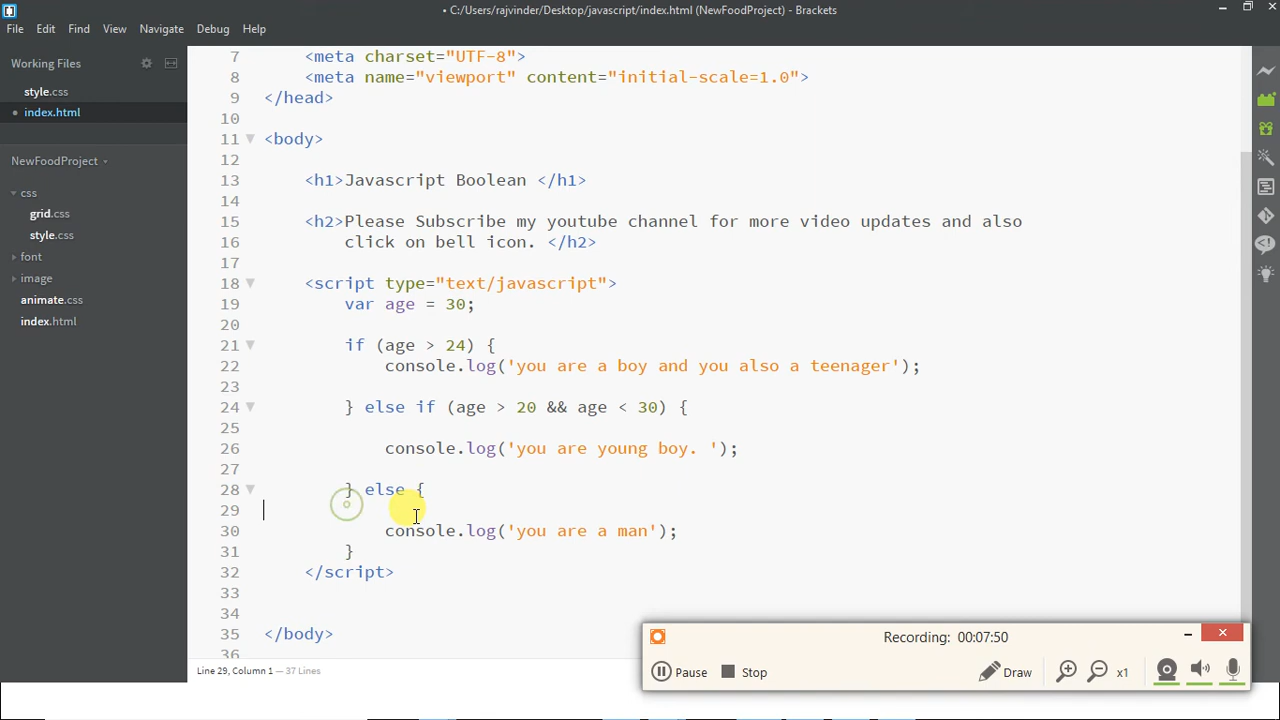 • C:/Users/rajvinder/Desktop/javascript/index.html (NewFoodProject) - Brackets
File Edit Find View Navigate Debug Help
Working Files
style.css
• index.html
NewFoodProject
css
grid.css
style.css
font
image
animate.css
index.html
7 <meta charset="UTF-8">
8 <meta name="viewport" content="initial-scale=1.0">
9 </head>
10
11 <body>
12
13 <h1>Javascript Boolean </h1>
14
15 <h2>Please Subscribe my youtube channel for more video updates and also
16 click on bell icon. </h2>
17
18 <script type="text/javascript">
19 var age = 30;
20
21 if (age > 24) {
22 console.log('you are a boy and you also a teenager');
23
24 } else if (age > 20 && age < 30) {
25
26 console.log('you are young boy. ');
27
28 } else {
29
30 console.log('you are a man');
31 }
32 </script>
33
34
35 </body>
36
Line 29, Column 1 — 37 Lines
Recording: 00:07:50
Pause Stop Draw x1